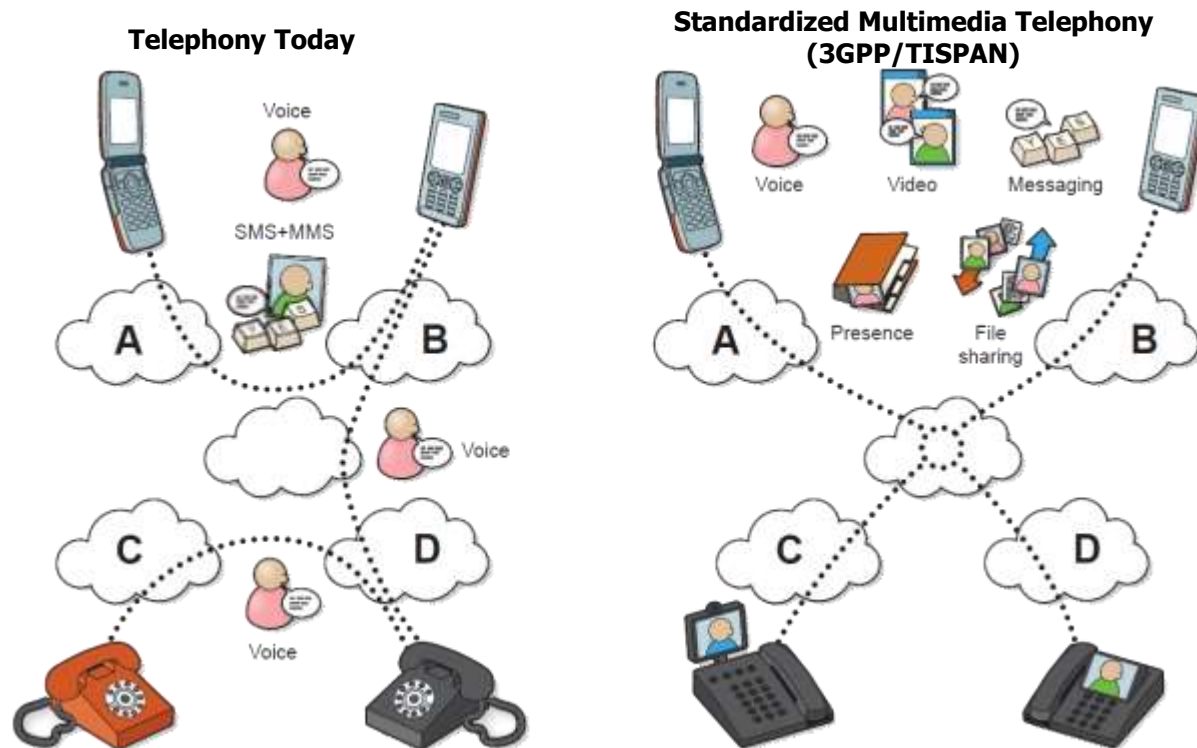 Telephony Today
Voice
SMS+MMS
A
B
Voice
C
D
Voice
Standardized Multimedia Telephony
(3GPP/TISPAN)
Voice
Video
Messaging
Presence
File
sharing
A
B
C
D